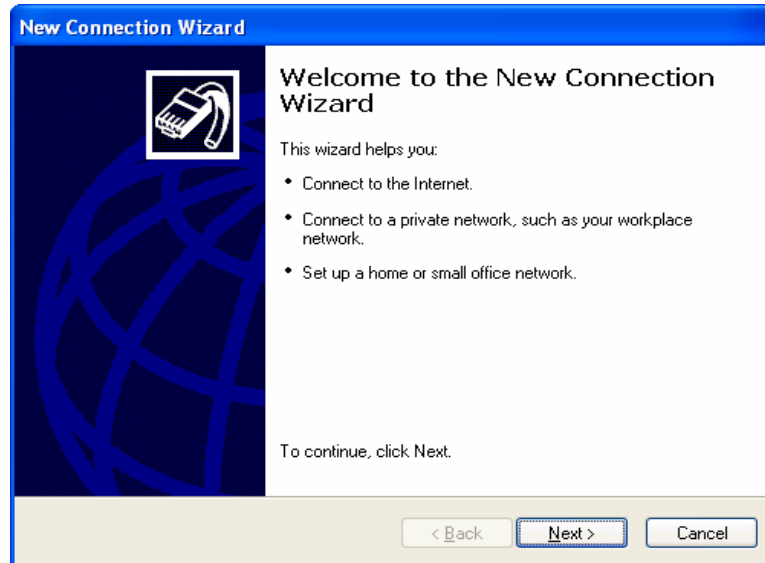 New Connection Wizard
Welcome to the New Connection
Wizard
This wizard helps you:
• Connect to the Internet.
• Connect to a private network, such as your workplace
network.
• Set up a home or small office network.
To continue, click Next.
< Back Next > Cancel